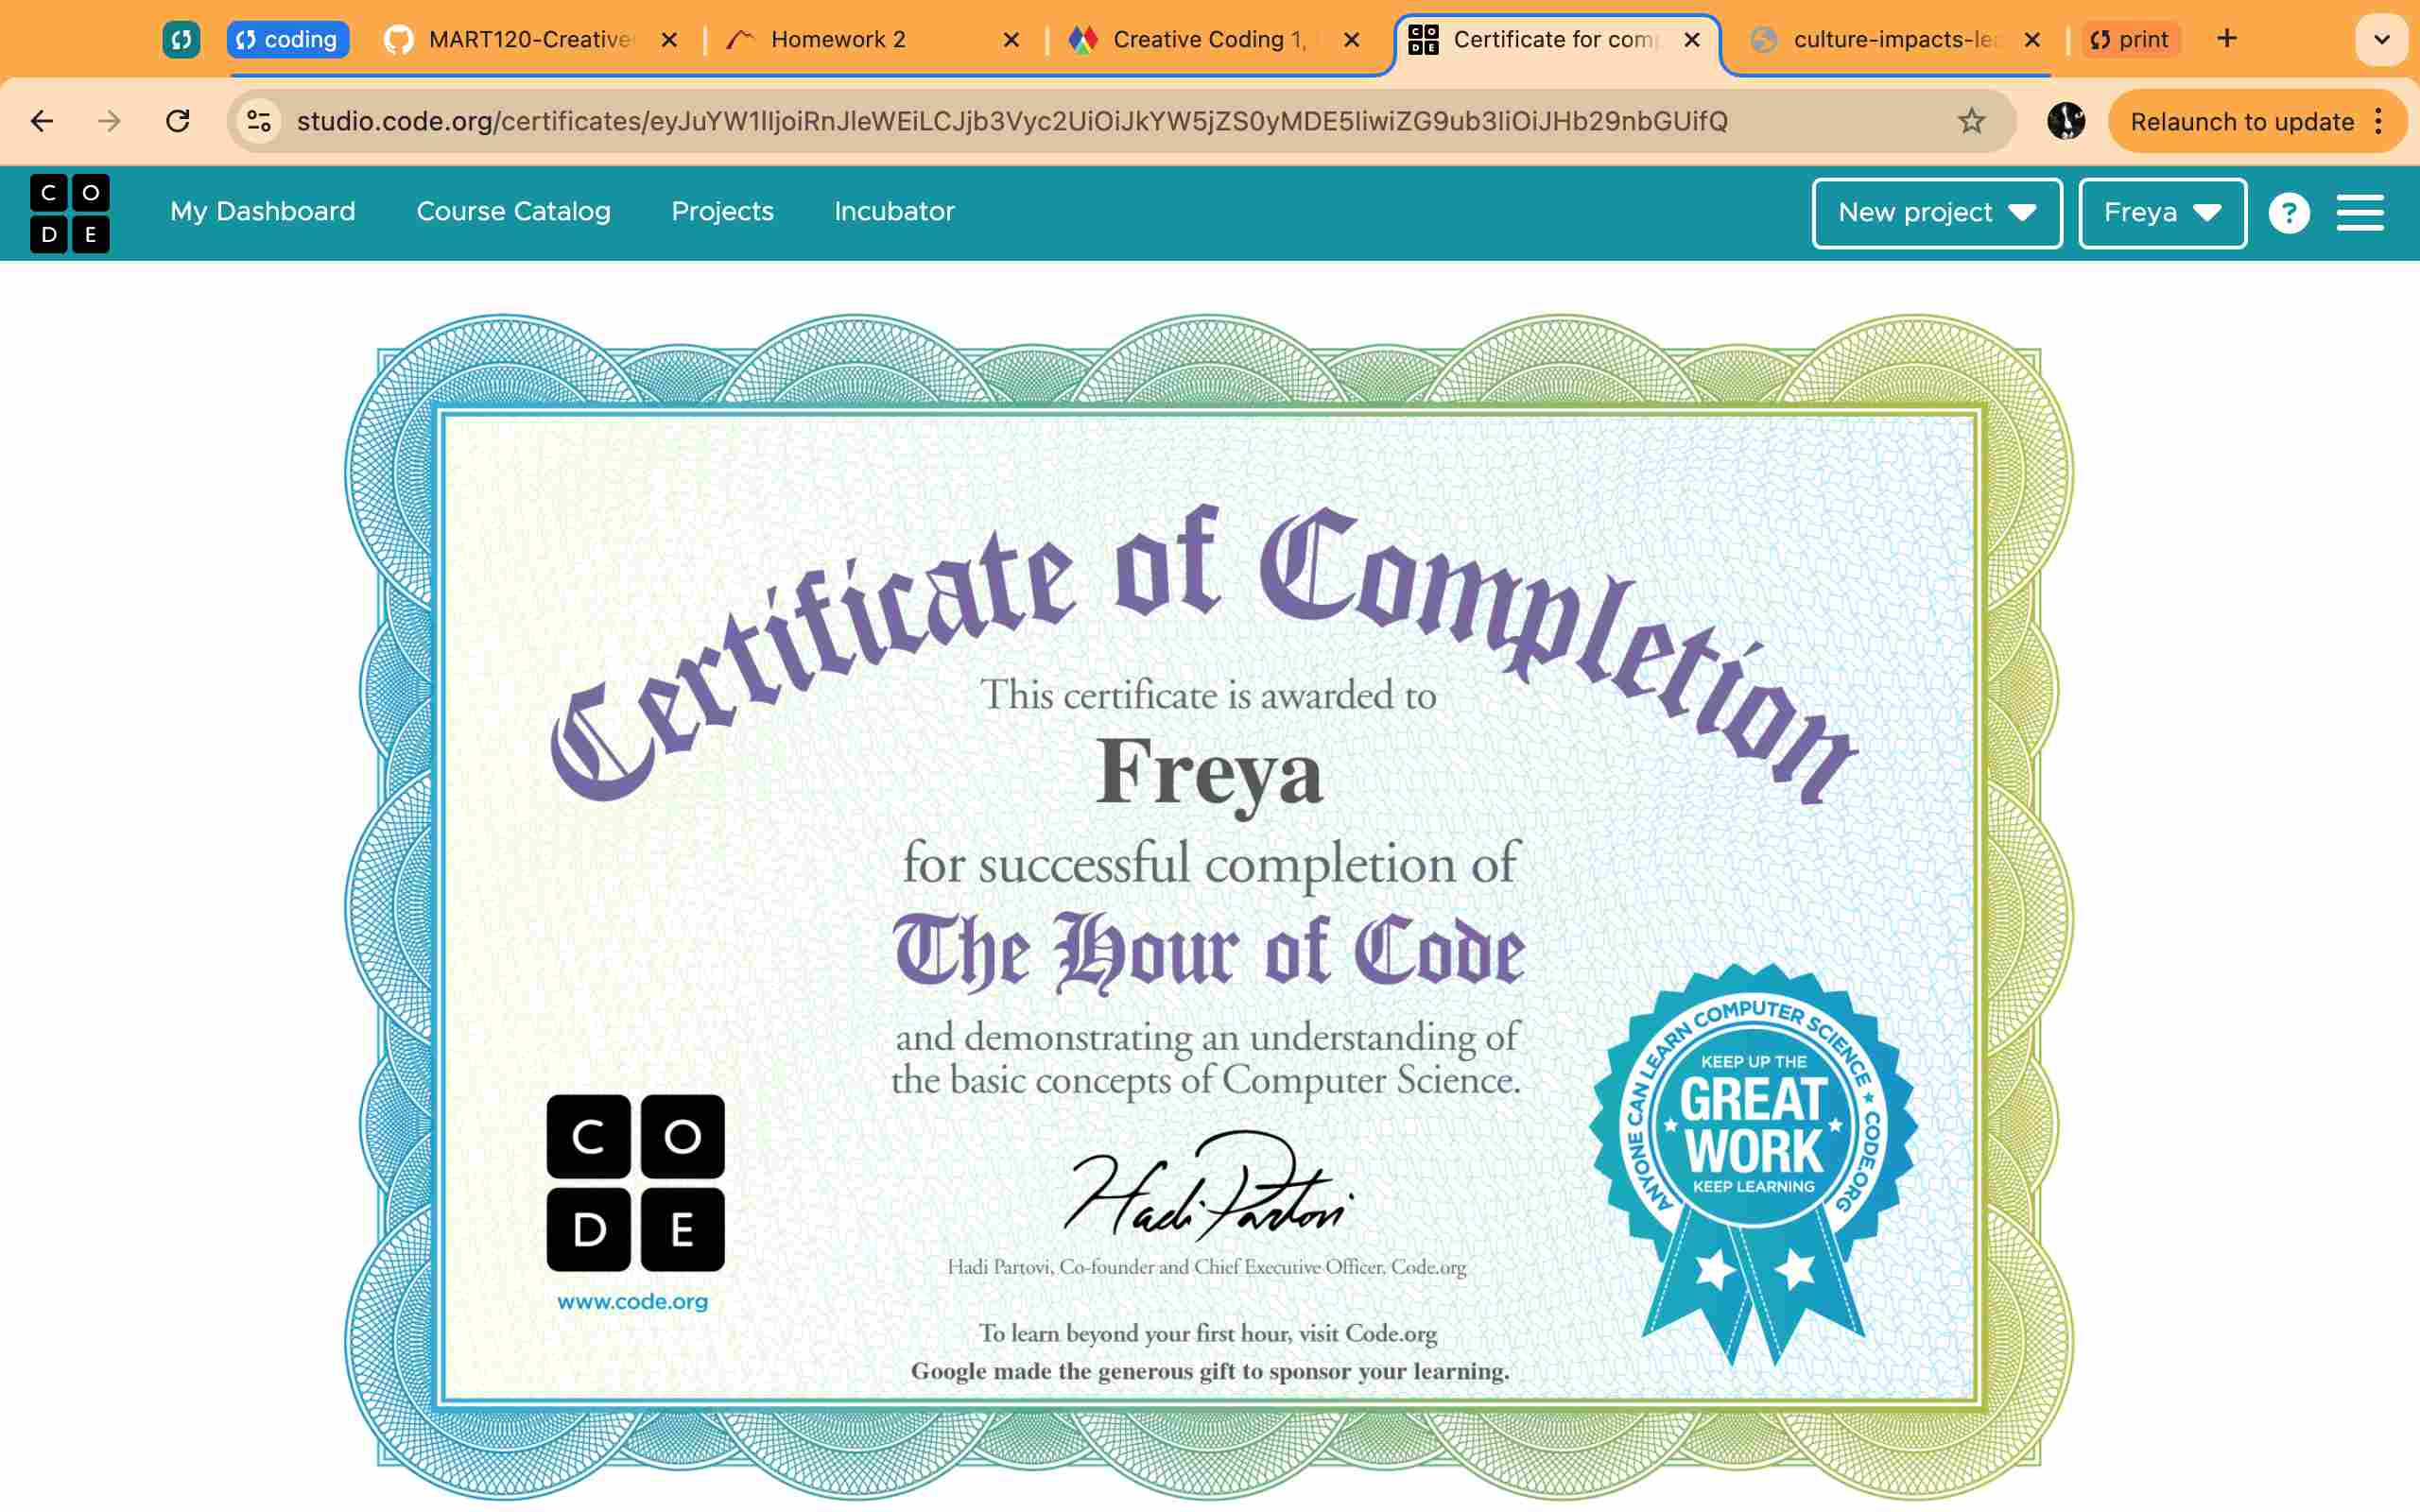 coding
MART120-Creative
Homework 2
Creative Coding 1,
Certificate for com
culture-impacts-le
print
studio.code.org/certificates/eyJuYW1lIjoiRnJleWEiLCJjb3Vyc2UiOiJkYW5jZS0yMDE5IiwiZG9ub3IiOiJHb29nbGUifQ
Relaunch to update
C O
D E
My Dashboard
Course Catalog
Projects
Incubator
New project
Freya
?
Certificate of Completion
This certificate is awarded to
Freya
for successful completion of
The Hour of Code
and demonstrating an understanding of
the basic concepts of Computer Science.
C O
D E
www.code.org
Hadi Partovi
Hadi Partovi, Co-founder and Chief Executive Officer, Code.org
To learn beyond your first hour, visit Code.org
Google made the generous gift to sponsor your learning.
ANYONE CAN LEARN COMPUTER SCIENCE ★ CODE.ORG
KEEP UP THE
GREAT
WORK
KEEP LEARNING